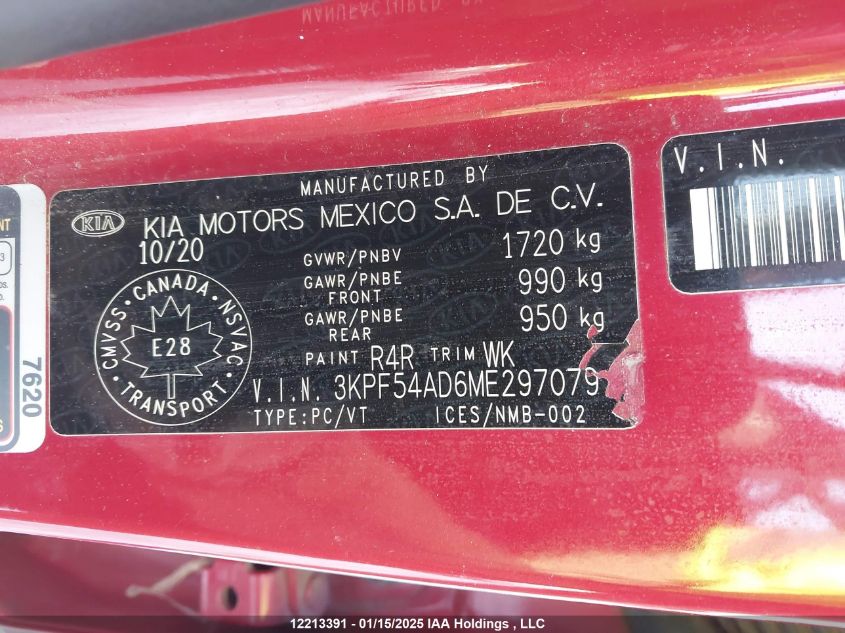 MANUFACTURED BY
MANUFACTURED BY
KIA
KIA MOTORS MEXICO S.A. DE C.V.
10/20
GVWR/PNBV 1720 kg
GAWR/PNBE FRONT 990 kg
GAWR/PNBE REAR 950 kg
CMVSS · CANADA · NSVAC
E28
TRANSPORT
PAINT R4R TRIM WK
V.I.N. 3KPF54AD6ME297079
TYPE:PC/VT ICES/NMB-002
V.I.N.
7620
12213391 - 01/15/2025 IAA Holdings , LLC